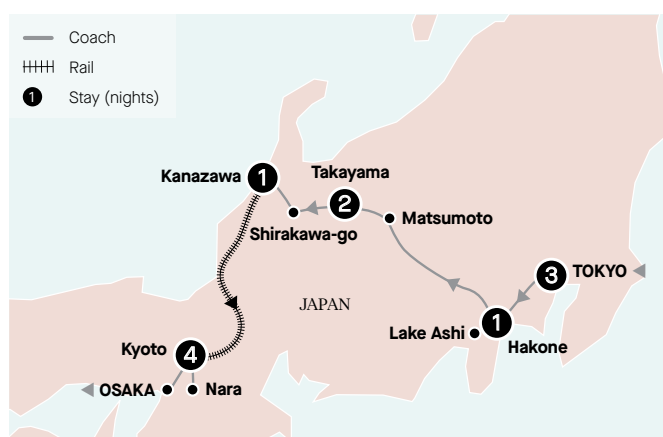 Coach
Rail
1 Stay (nights)
Kanazawa 1
Takayama
2
Shirakawa-go
Matsumoto
3 TOKYO
JAPAN
Lake Ashi 1
Hakone
Kyoto 4
OSAKA Nara